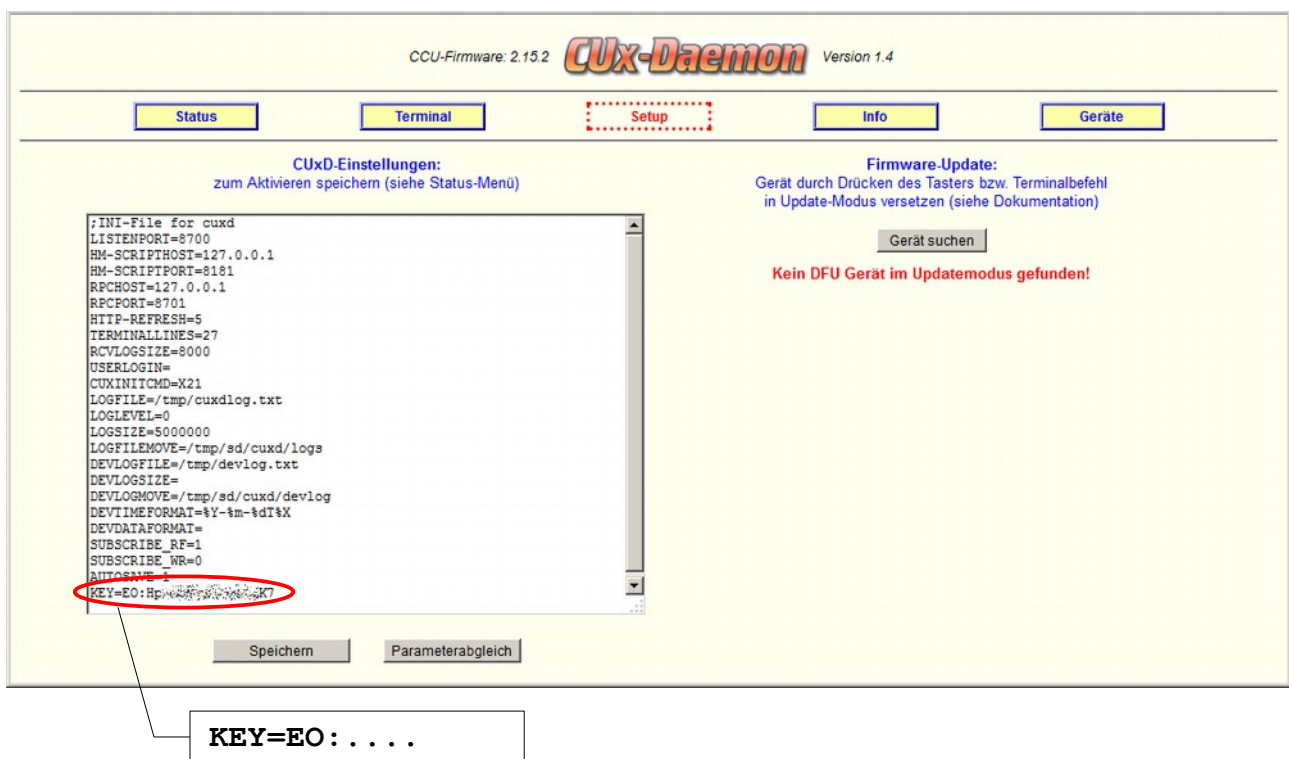 CCU-Firmware: 2.15.2 CUx-Daemon Version 1.4
Status Terminal Setup Info Geräte
CUxD-Einstellungen:
zum Aktivieren speichern (siehe Status-Menü)
;INI-File for cuxd
LISTENPORT=8700
HM-SCRIPTHOST=127.0.0.1
HM-SCRIPTPORT=8181
RPCHOST=127.0.0.1
RPCPORT=8701
HTTP-REFRESH=5
TERMINALLINES=27
RCVLOGSIZE=8000
USERLOGIN=
CUXINITCMD=X21
LOGFILE=/tmp/cuxdlog.txt
LOGLEVEL=0
LOGSIZE=5000000
LOGFILEMOVE=/tmp/sd/cuxd/logs
DEVLOGFILE=/tmp/devlog.txt
DEVLOGSIZE=
DEVLOGMOVE=/tmp/sd/cuxd/devlog
DEVTIMEFORMAT=%Y-%m-%dT%X
DEVDATAFORMAT=
SUBSCRIBE_RF=1
SUBSCRIBE_WR=0
AUTOSAVE=1
KEY=EO:Hp K7
Speichern Parameterabgleich
Firmware-Update:
Gerät durch Drücken des Tasters bzw. Terminalbefehl
in Update-Modus versetzen (siehe Dokumentation)
Gerät suchen
Kein DFU Gerät im Updatemodus gefunden!
KEY=EO:....